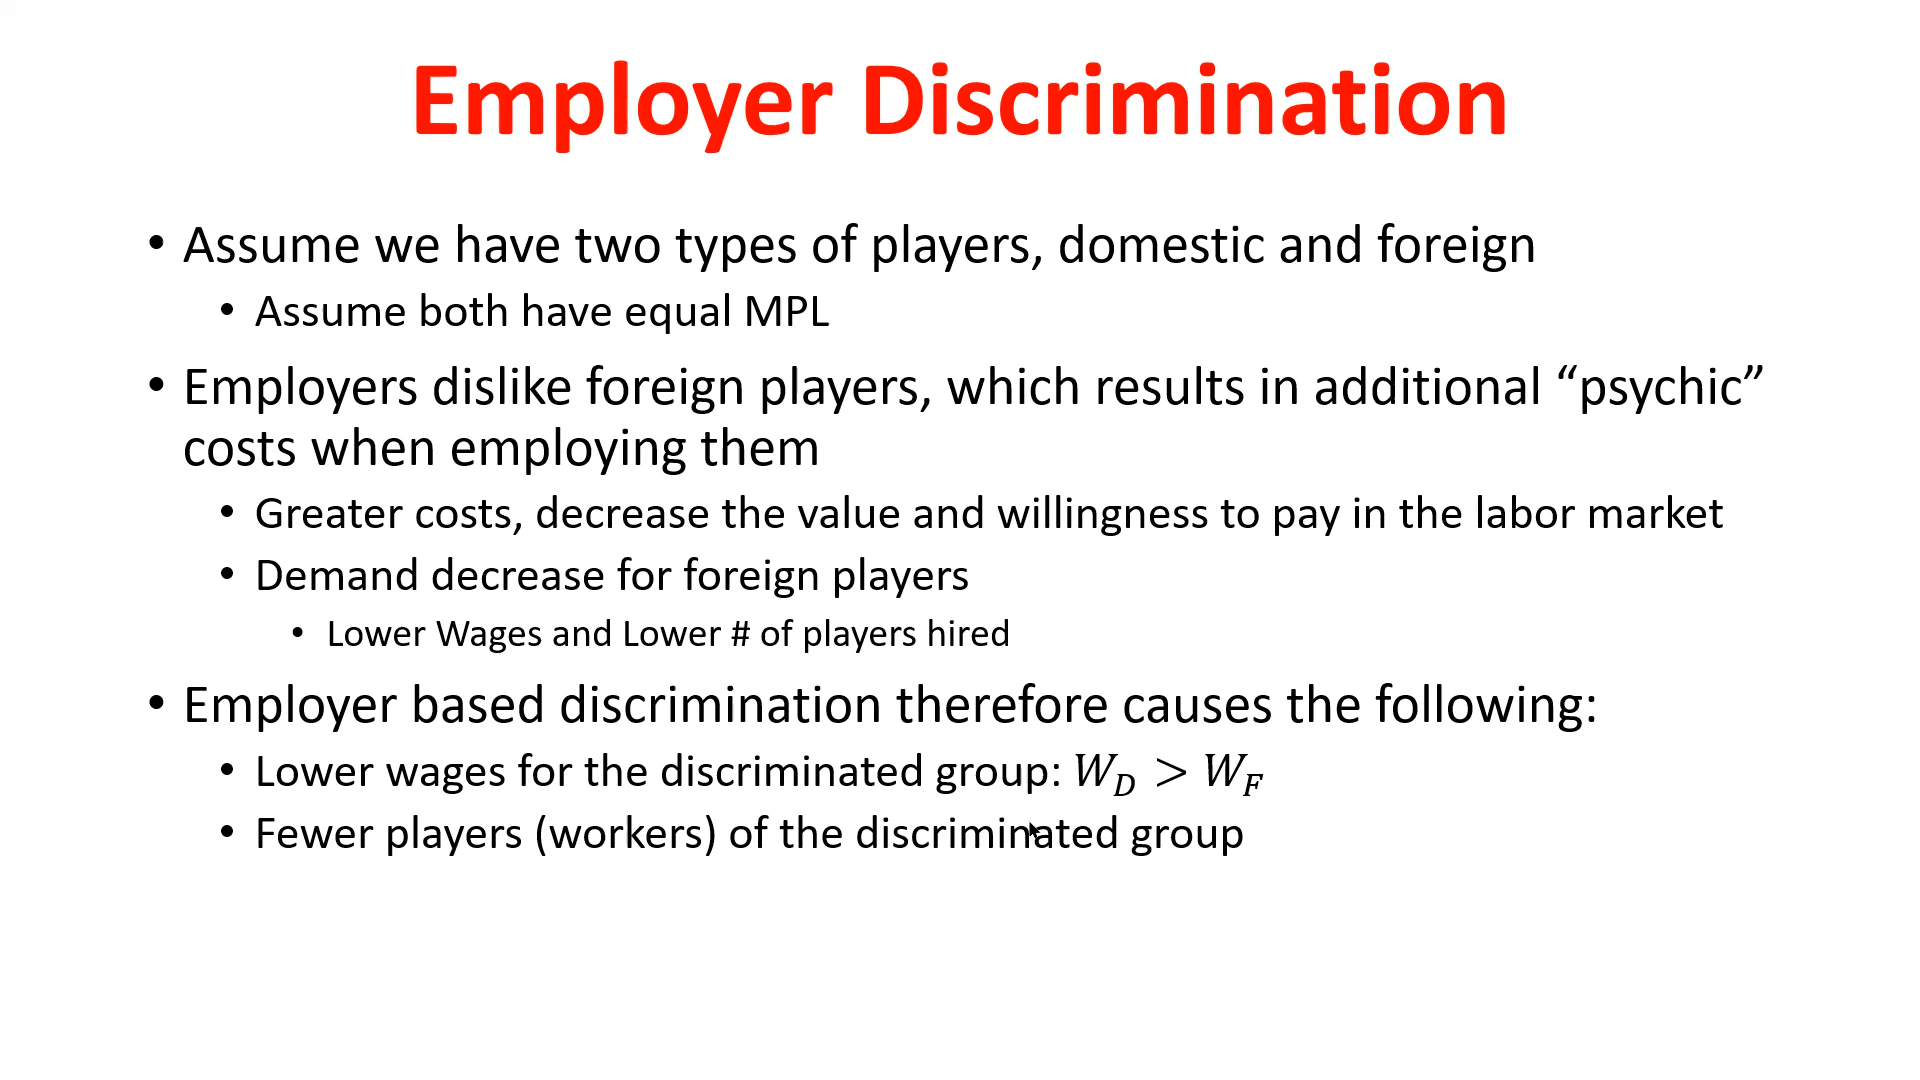 Employer Discrimination
• Assume we have two types of players, domestic and foreign
• Assume both have equal MPL
• Employers dislike foreign players, which results in additional “psychic”
costs when employing them
• Greater costs, decrease the value and willingness to pay in the labor market
• Demand decrease for foreign players
• Lower Wages and Lower # of players hired
• Employer based discrimination therefore causes the following:
• Lower wages for the discriminated group: W_D > W_F
• Fewer players (workers) of the discriminated group